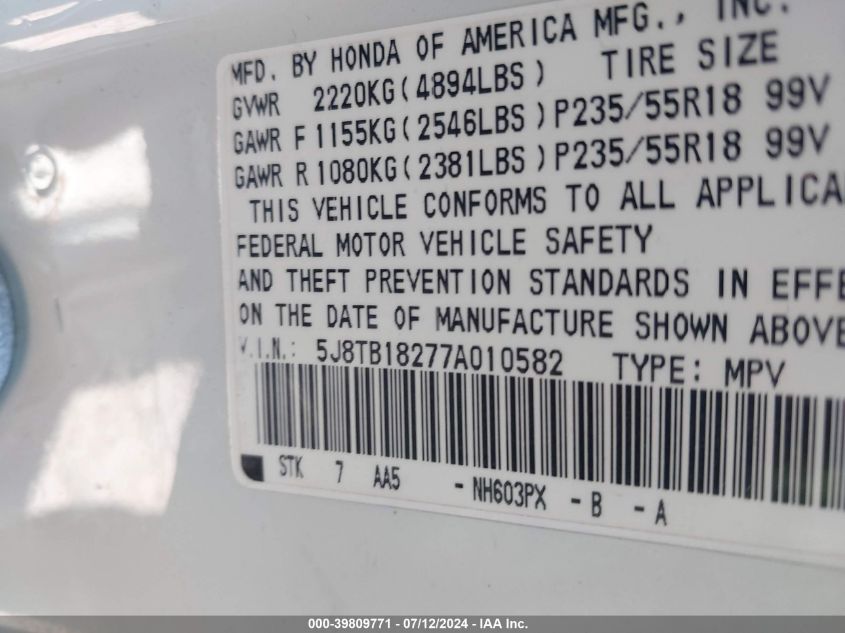 MFD. BY HONDA OF AMERICA MFG., INC.
GVWR 2220KG(4894LBS) TIRE SIZE
GAWR F 1155KG(2546LBS) P235/55R18 99V
GAWR R 1080KG(2381LBS) P235/55R18 99V
THIS VEHICLE CONFORMS TO ALL APPLICA
FEDERAL MOTOR VEHICLE SAFETY
AND THEFT PREVENTION STANDARDS IN EFFE
ON THE DATE OF MANUFACTURE SHOWN ABOVE
V.I.N.: 5J8TB18277A010582 TYPE: MPV
STK 7 AA5 - NH603PX - B - A
000-39809771 - 07/12/2024 - IAA Inc.